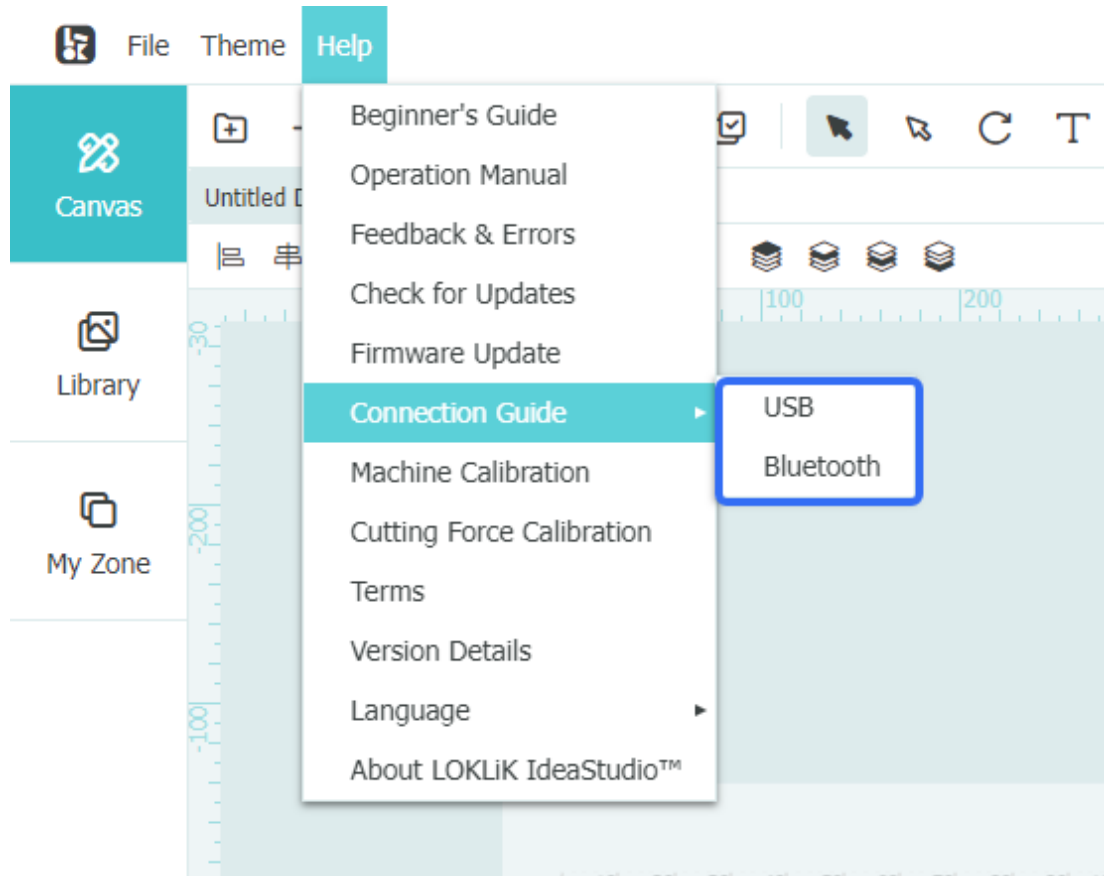 File Theme Help
Canvas
Library
My Zone
T
Untitled D
Beginner's Guide
Operation Manual
Feedback & Errors
Check for Updates
Firmware Update
Connection Guide
Machine Calibration
Cutting Force Calibration
Terms
Version Details
Language
About LOKLiK IdeaStudio™
USB
Bluetooth
100 200
-30
-200
-100